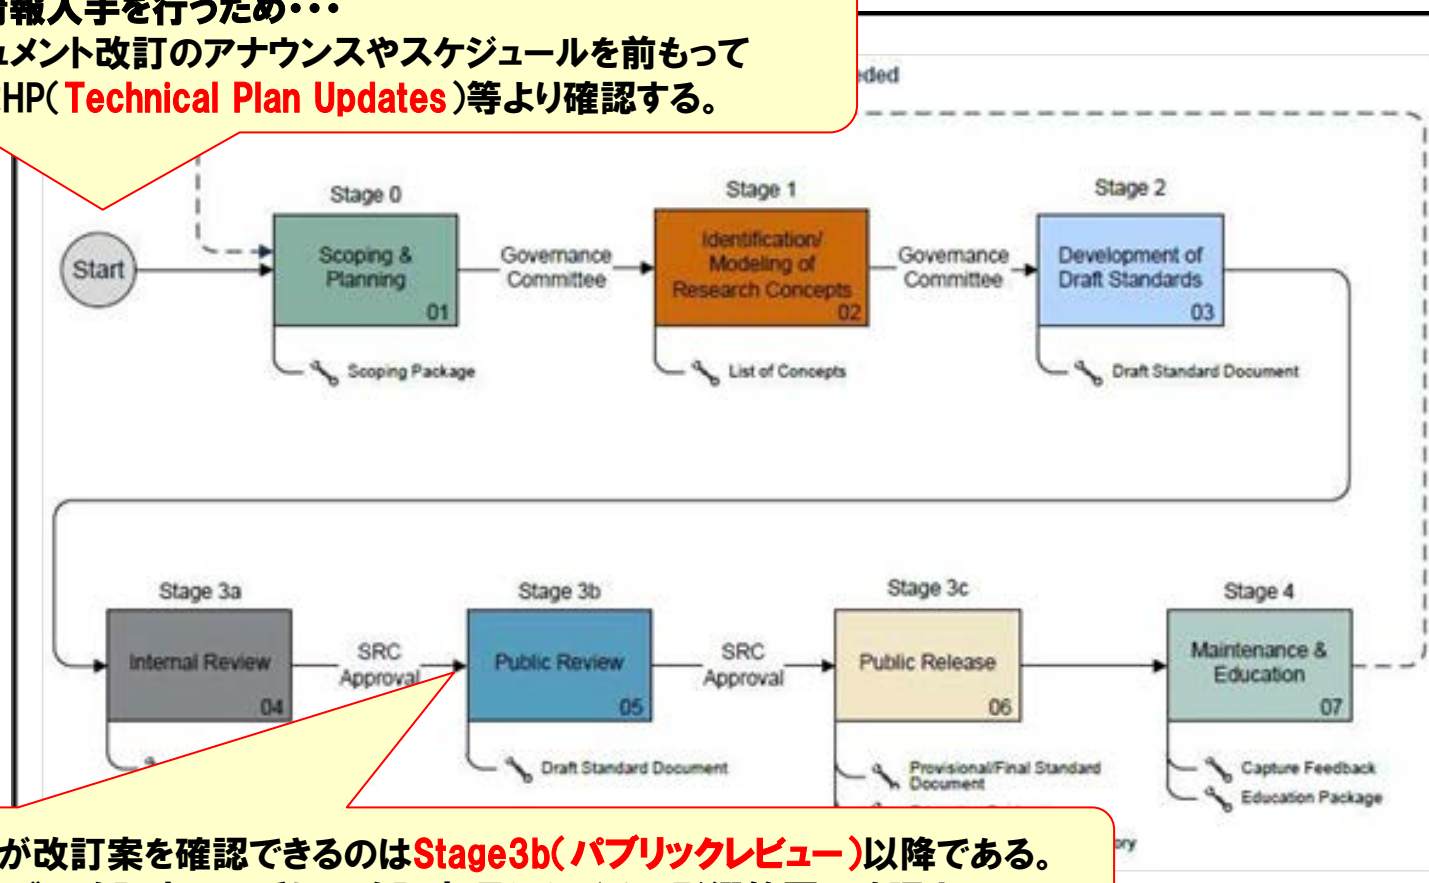 情報入手を行うため・・・
ュメント改訂のアナウンスやスケジュールを前もって
HP(Technical Plan Updates)等より確認する。
Stage 0
Stage 1
Stage 2
Start
Scoping &
Planning
01
Governance
Committee
Identification/
Modeling of
Research Concepts
02
Governance
Committee
Development of
Draft Standards
03
Scoping Package
List of Concepts
Draft Standard Document
Stage 3a
Stage 3b
Stage 3c
Stage 4
Internal Review
04
SRC
Approval
Public Review
05
SRC
Approval
Public Release
06
Maintenance &
Education
07
Draft Standard Document
Provisional/Final Standard
Document
Capture Feedback
Education Package
が改訂案を確認できるのはStage3b(パブリックレビュー)以降である。